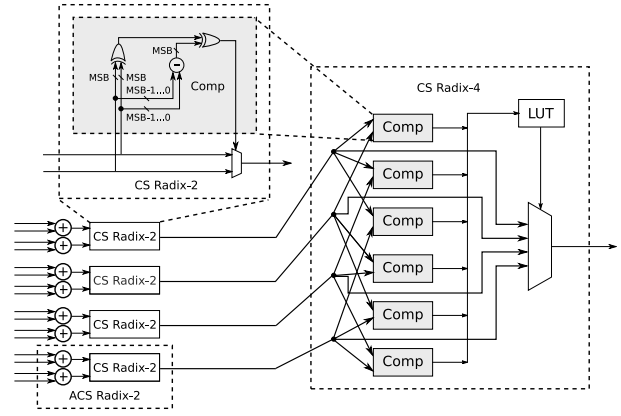 MSB
MSB MSB
Comp
MSB-1...0
MSB-1...0
CS Radix-2
CS Radix-4
LUT
Comp
Comp
Comp
Comp
Comp
Comp
CS Radix-2
CS Radix-2
CS Radix-2
CS Radix-2
ACS Radix-2